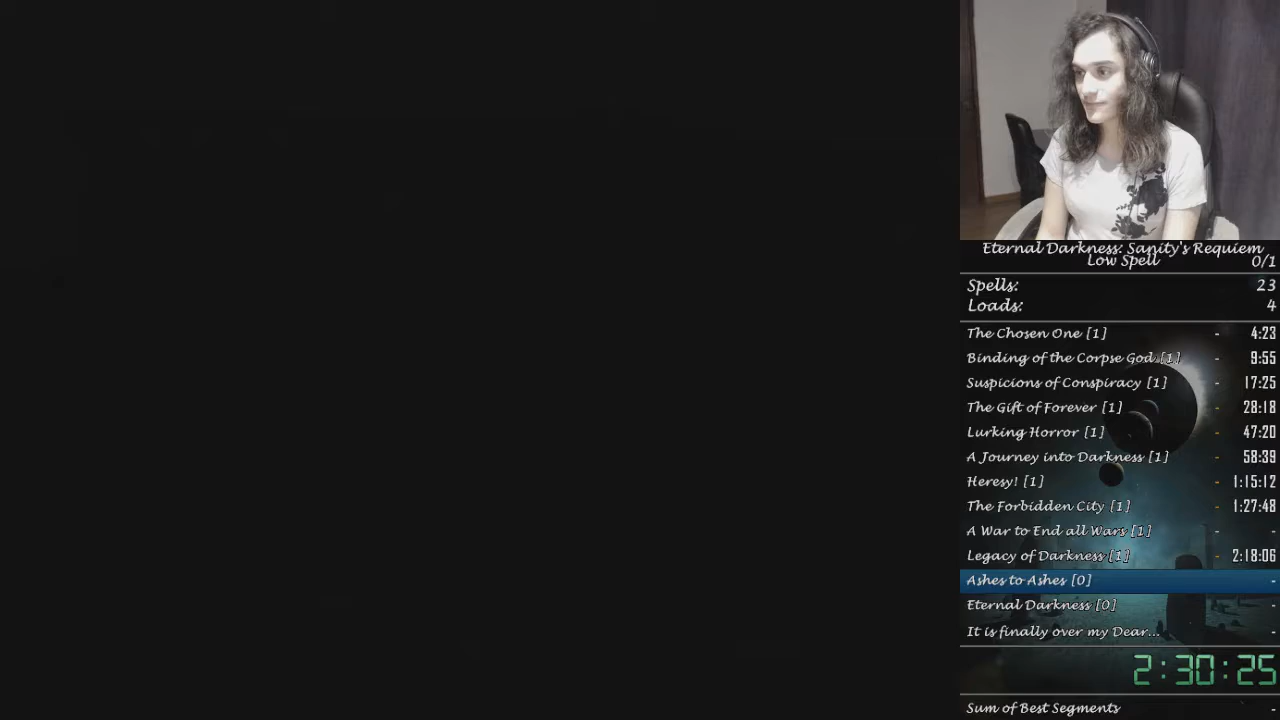 Eternal Darkness: Sanity's Requiem
Low Spell 0/1
Spells: 23
Loads: 4
The Chosen One [1] - 4:23
Binding of the Corpse God [1] - 9:55
Suspicions of Conspiracy [1] - 17:25
The Gift of Forever [1] - 28:18
Lurking Horror [1] - 47:20
A Journey into Darkness [1] - 58:39
Heresy! [1] - 1:15:12
The Forbidden City [1] - 1:27:48
A War to End all Wars [1] - -
Legacy of Darkness [1] - 2:18:06
Ashes to Ashes [0] -
Eternal Darkness [0] -
It is finally over my Dear... -
2:30:25
Sum of Best Segments -